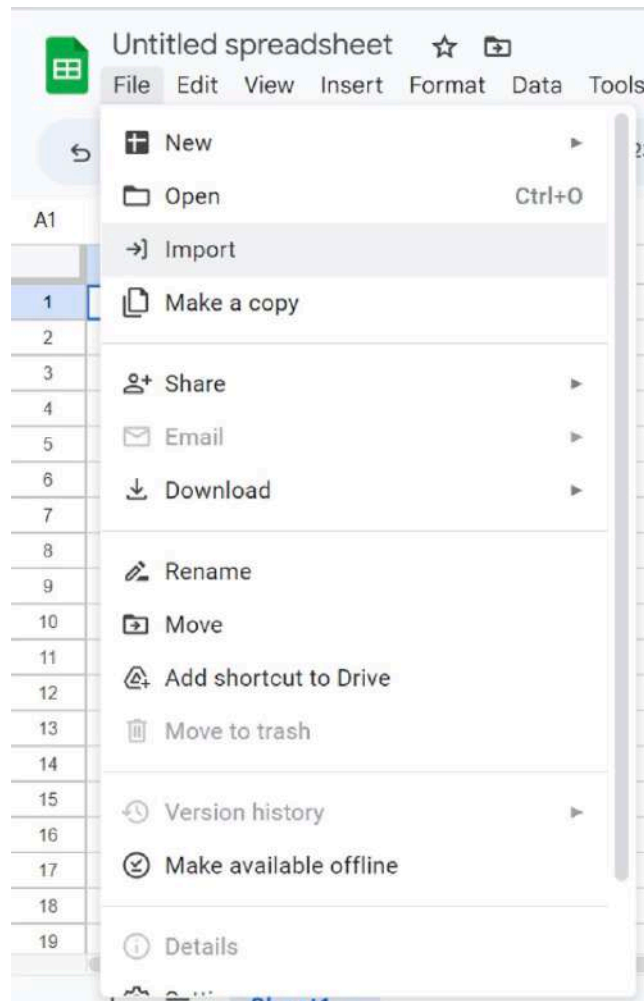 Untitled spreadsheet
File Edit View Insert Format Data Tools
New
Open Ctrl+O
A1
Import
1
Make a copy
2
3
Share
4
Email
5
6
Download
7
8
Rename
9
10
Move
11
Add shortcut to Drive
12
13
Move to trash
14
15
Version history
16
17
Make available offline
18
19
Details